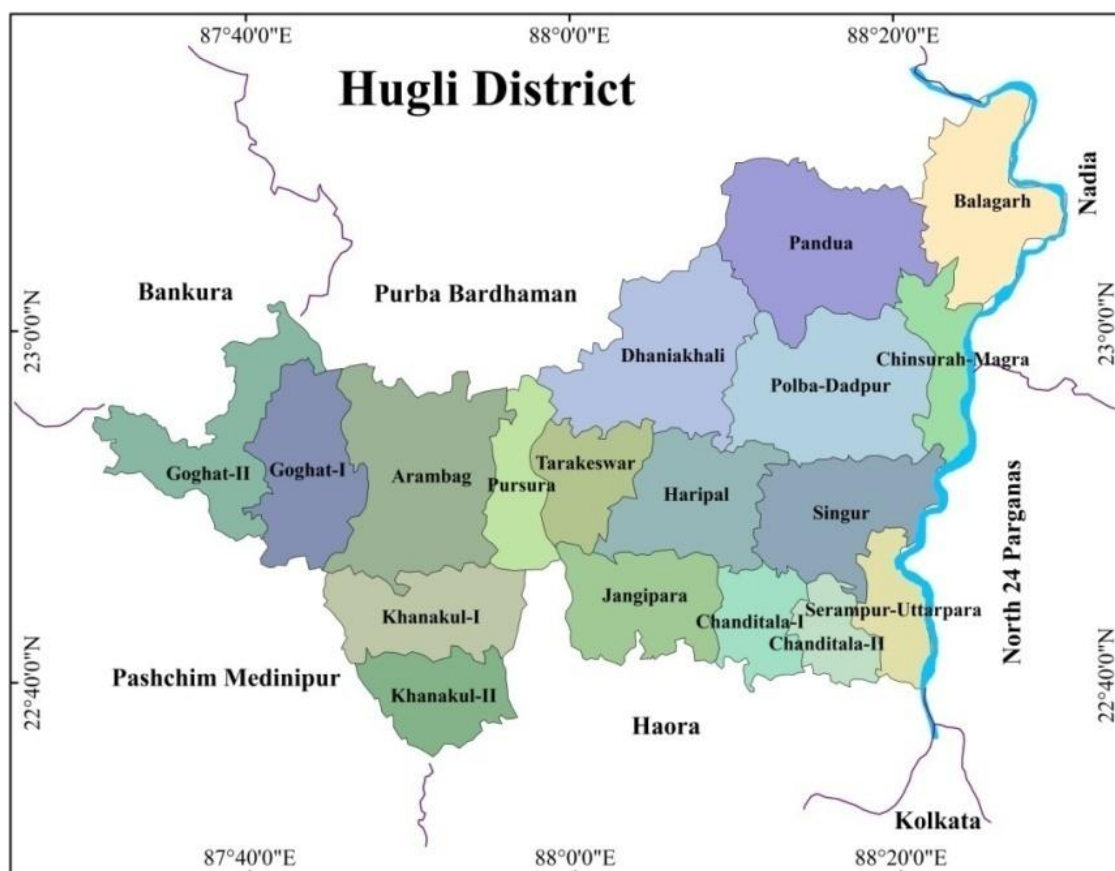 87°40'0"E
88°0'0"E
88°20'0"E
Hugli District
Nadia
Balagarh
Pandua
Bankura
Purba Bardhaman
23°0'0"N
23°0'0"N
Dhaniakhali
Chinsurah-Magra
Polba-Dadpur
Goghat-II
Goghat-I
Arambag
Pursura
Tarakeswar
Haripal
Singur
North 24 Parganas
Jangipara
Khanakul-I
Chanditala-I
Serampur-Uttarpara
Chanditala-II
Pashchim Medinipur
Khanakul-II
22°40'0"N
22°40'0"N
Haora
Kolkata
87°40'0"E
88°0'0"E
88°20'0"E